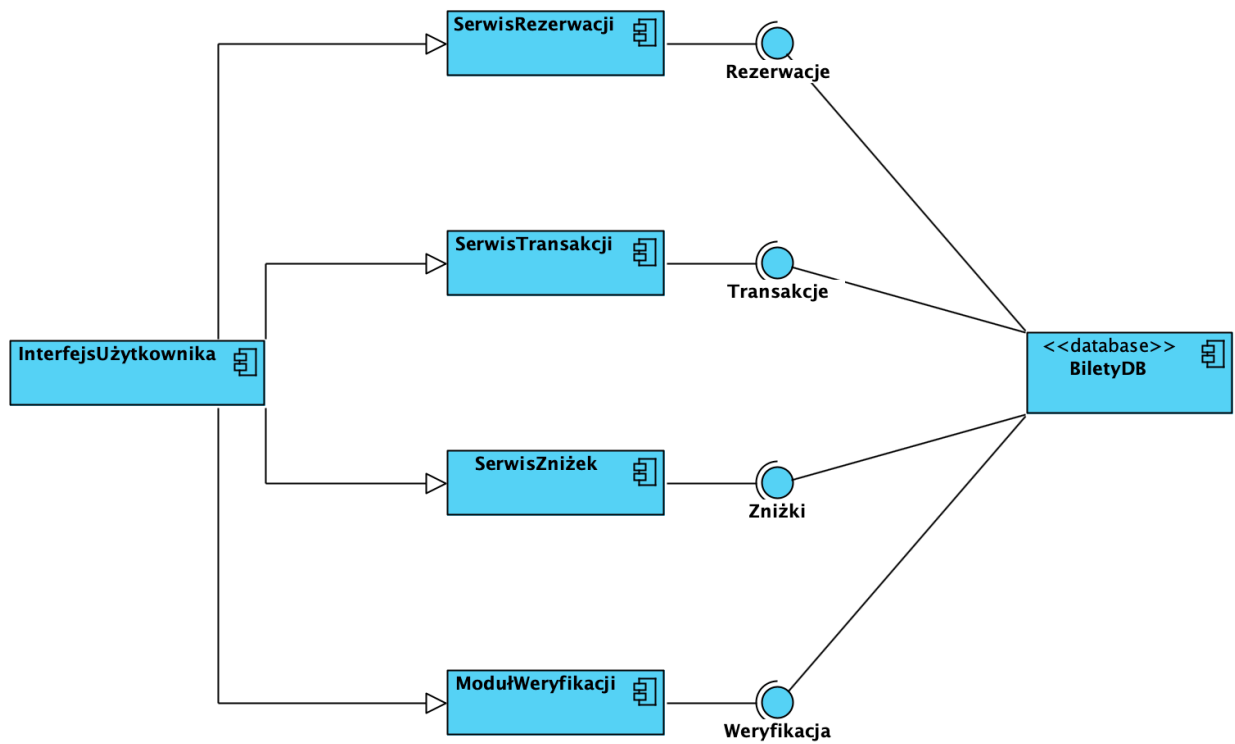 SerwisRezerwacji
Rezerwacje
SerwisTransakcji
Transakcje
InterfejsUżytkownika
<<database>>
BiletyDB
SerwisZniżek
Zniżki
ModułWeryfikacji
Weryfikacja